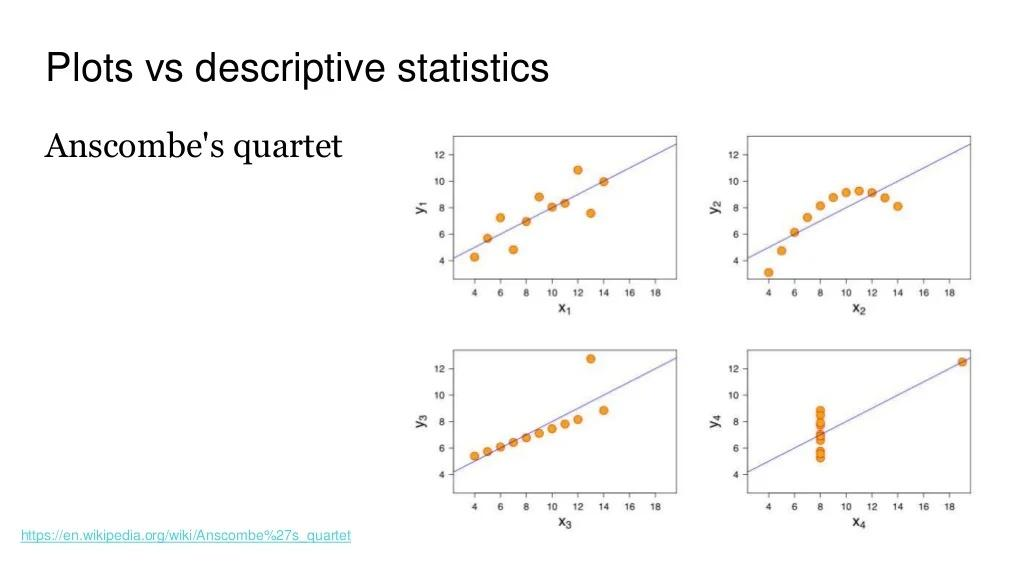 Plots vs descriptive statistics
Anscombe's quartet
12
10
8
6
4
y1
4 6 8 10 12 14 16 18
x1
12
10
8
6
4
y2
4 6 8 10 12 14 16 18
x2
12
10
8
6
4
y3
4 6 8 10 12 14 16 18
x3
12
10
8
6
4
y4
4 6 8 10 12 14 16 18
x4
https://en.wikipedia.org/wiki/Anscombe%27s_quartet